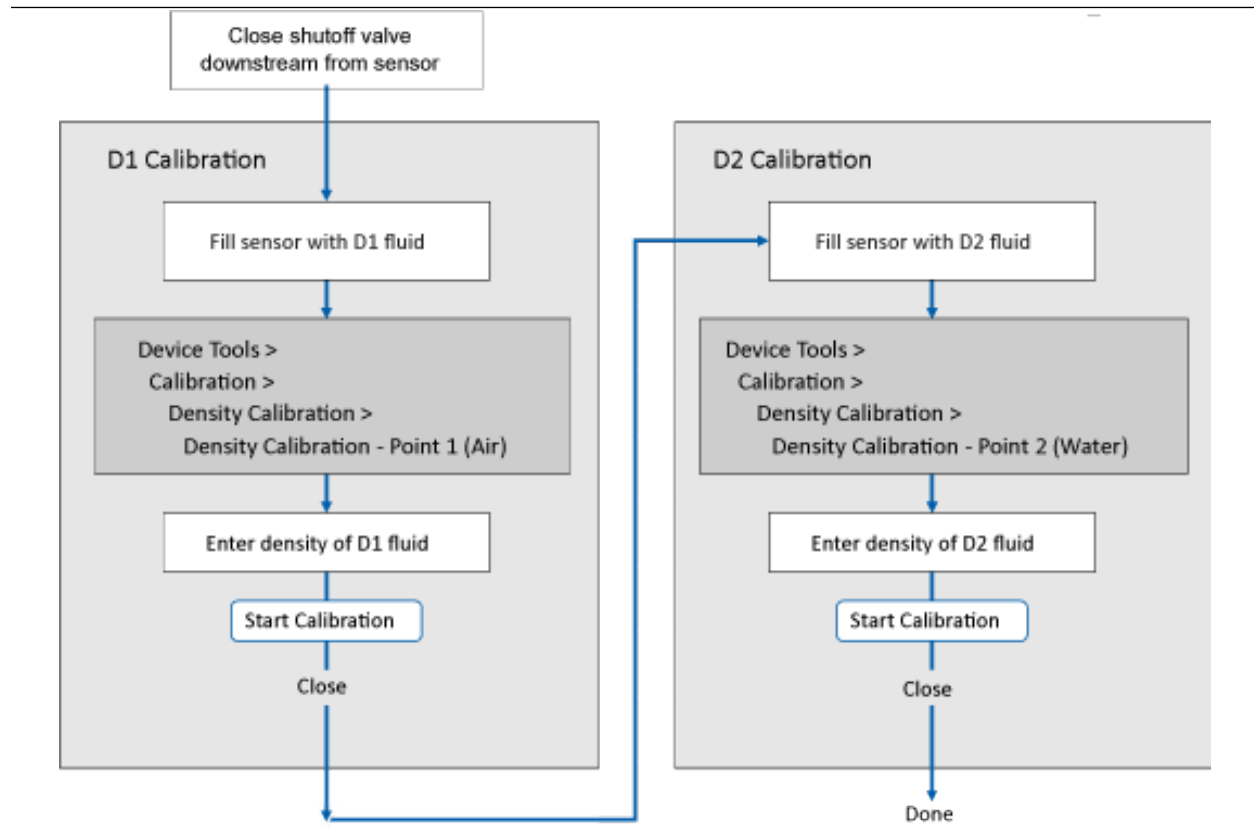 Close shutoff valve
downstream from sensor
D1 Calibration
Fill sensor with D1 fluid
Device Tools >
Calibration >
Density Calibration >
Density Calibration - Point 1 (Air)
Enter density of D1 fluid
Start Calibration
Close
D2 Calibration
Fill sensor with D2 fluid
Device Tools >
Calibration >
Density Calibration >
Density Calibration - Point 2 (Water)
Enter density of D2 fluid
Start Calibration
Close
Done